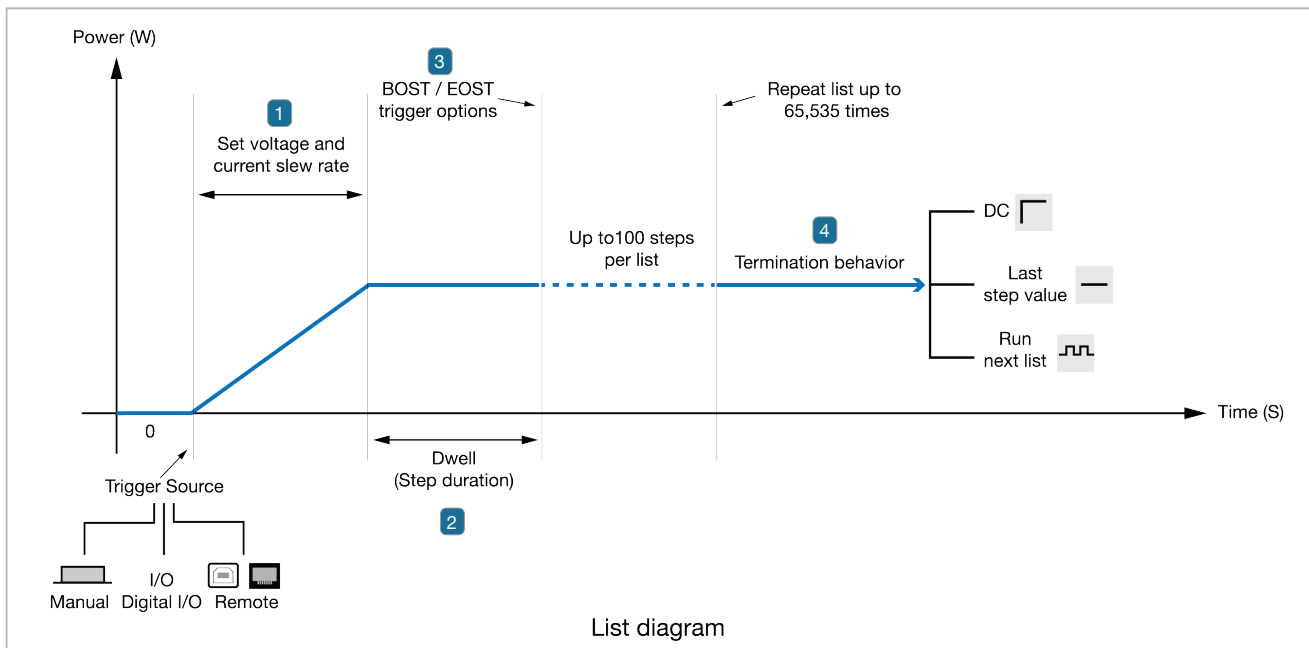 Power (W)
3
BOST / EOST
trigger options
Repeat list up to
65,535 times
1
Set voltage and
current slew rate
DC
4
Up to100 steps
per list
Termination behavior
Last
step value
Run
next list
Time (S)
0
Dwell
(Step duration)
2
Trigger Source
I/O
Manual
Digital I/O
Remote
List diagram